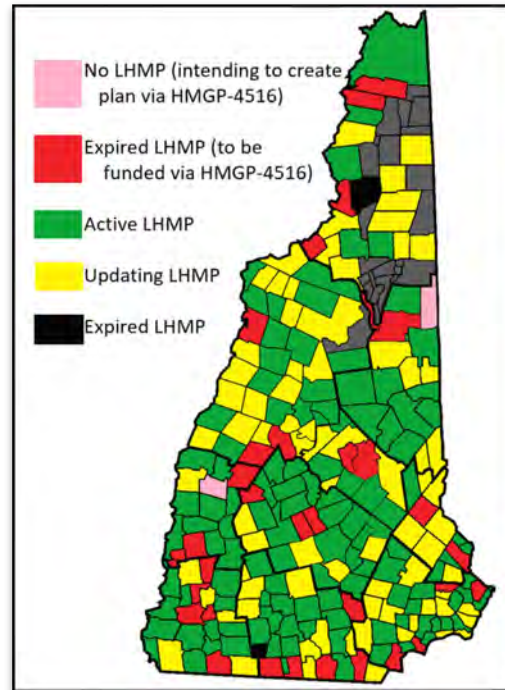 No LHMP (intending to create
plan via HMGP-4516)
Expired LHMP (to be
funded via HMGP-4516)
Active LHMP
Updating LHMP
Expired LHMP